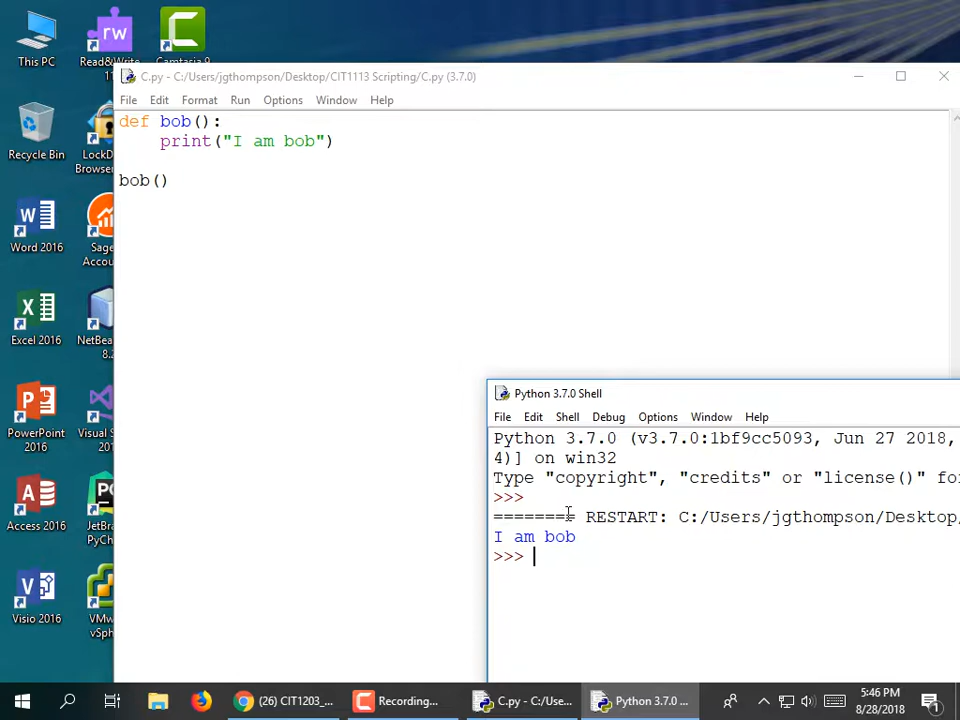 This PC
Read&Write
11
Camtasia 9
Recycle Bin
LockD
Browser
Word 2016
Sage
Accou
Excel 2016
NetBea
8.2
PowerPoint
2016
Visual S
201
Access 2016
JetBra
PyCh
Visio 2016
VMw
vSph
C.py - C:/Users/jgthompson/Desktop/CIT1113 Scripting/C.py (3.7.0)
File Edit Format Run Options Window Help
def bob():
    print("I am bob")
bob()
Python 3.7.0 Shell
File Edit Shell Debug Options Window Help
Python 3.7.0 (v3.7.0:1bf9cc5093, Jun 27 2018,
4)] on win32
Type "copyright", "credits" or "license()" fo
>>>
======== RESTART: C:/Users/jgthompson/Desktop/
I am bob
>>>
(26) CIT1203_...
Recording...
C.py - C:/Use...
Python 3.7.0 ...
5:46 PM
8/28/2018
1